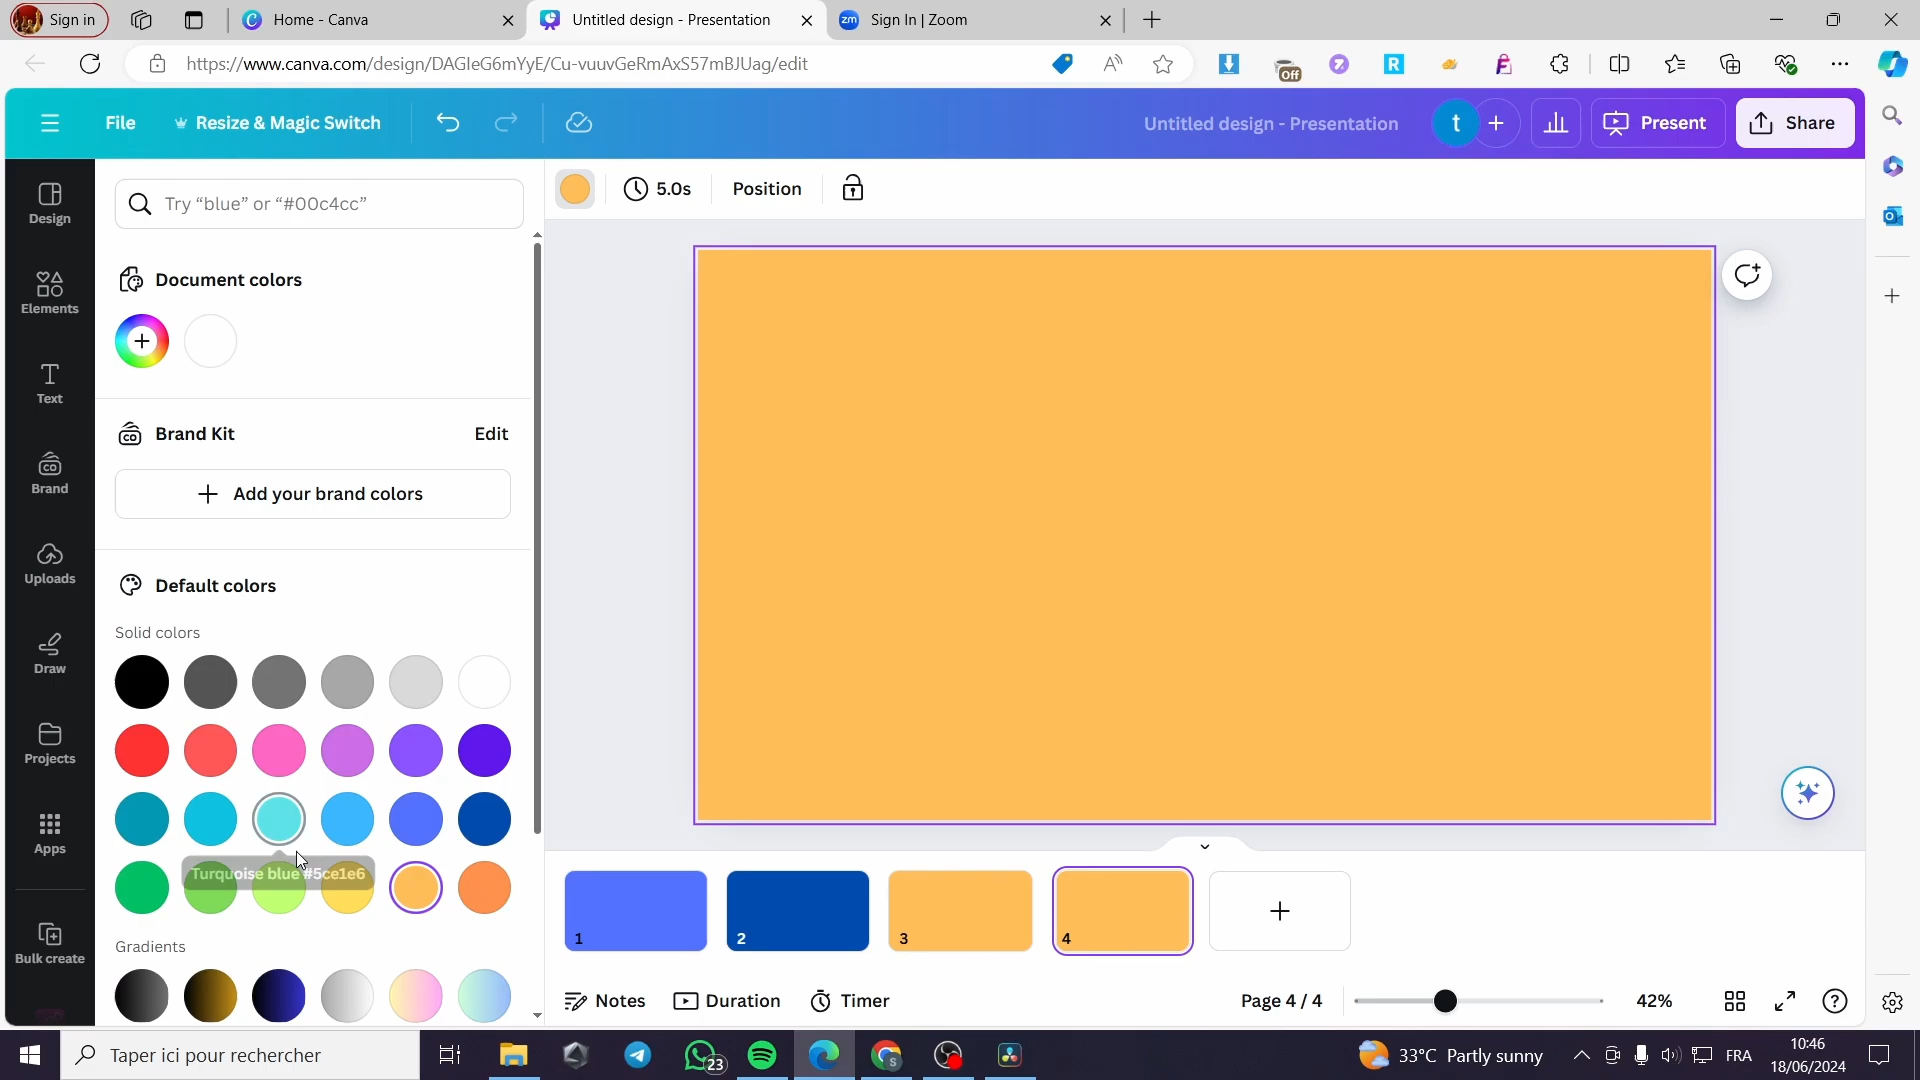 Sign in
Home - Canva
Untitled design - Presentation
zm
Sign In | Zoom
https://www.canva.com/design/DAGIeG6mYyE/Cu-vuuvGeRmAxS57mBJUag/edit
Off
File
Resize & Magic Switch
Untitled design - Presentation
t
Present
Share
Design
Elements
Text
Brand
Uploads
Draw
Projects
Apps
Bulk create
Try “blue” or “#00c4cc”
5.0s
Position
Document colors
Brand Kit
Edit
Add your brand colors
Default colors
Solid colors
Turquoise blue #5ce1e6
Gradients
1
2
3
4
Notes
Duration
Timer
Page 4 / 4
42%
Taper ici pour rechercher
23
33°C Partly sunny
FRA
10:46
18/06/2024